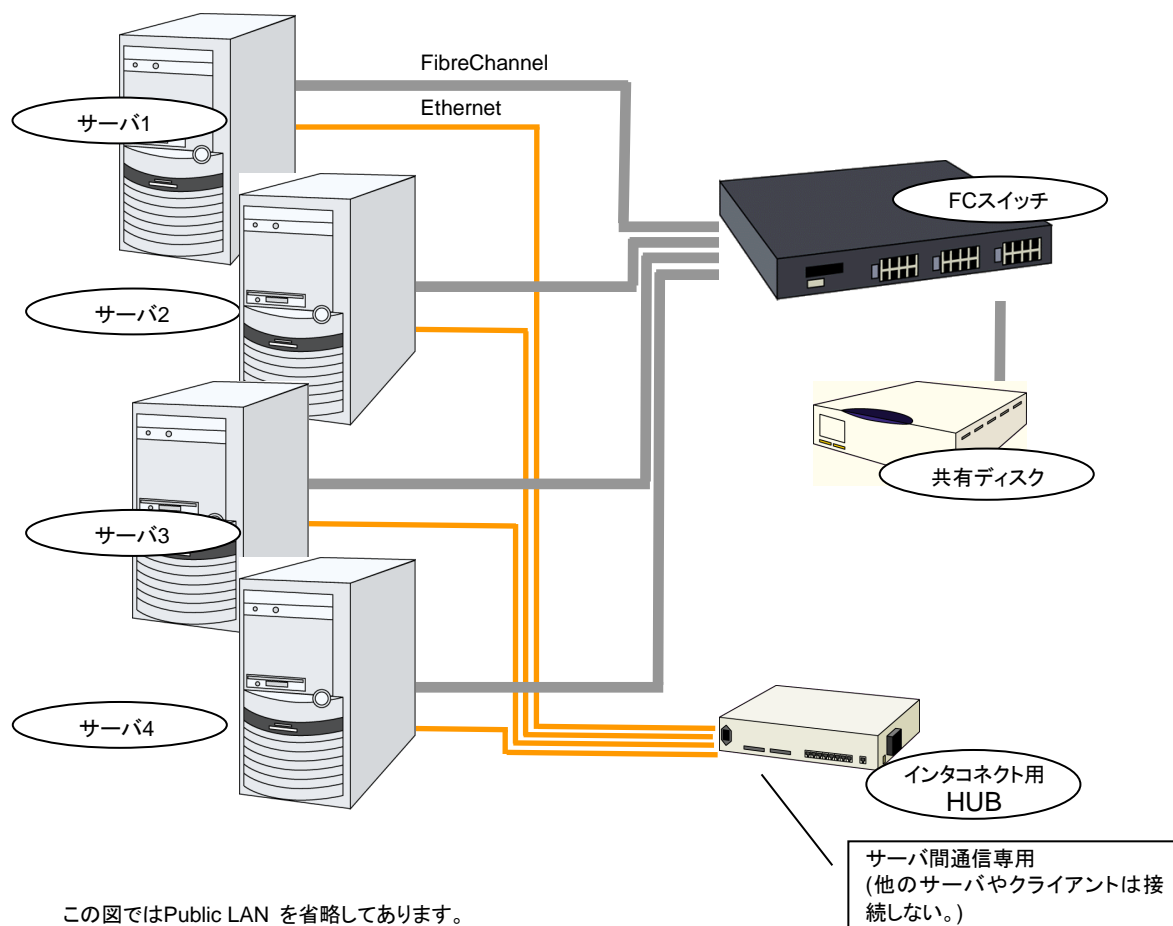 FibreChannel
Ethernet
サーバ1
FCスイッチ
サーバ2
共有ディスク
サーバ3
サーバ4
インタコネクト用
HUB
サーバ間通信専用
(他のサーバやクライアントは接
続しない。)
この図ではPublic LAN を省略してあります。